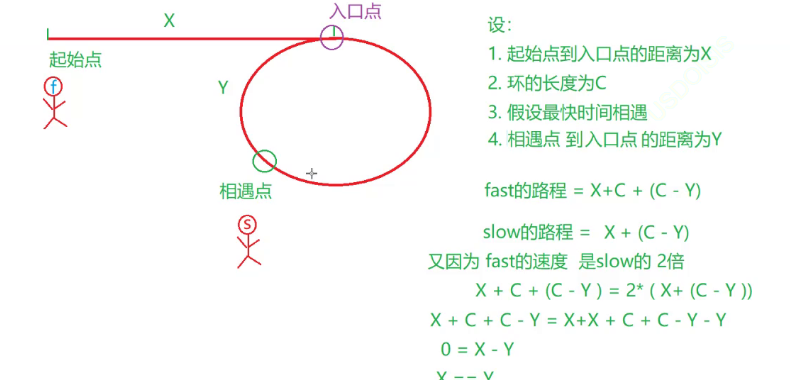 X
入口点
起始点
f
Y
相遇点
s
设：
1. 起始点到入口点的距离为X
2. 环的长度为C
3. 假设最快时间相遇
4. 相遇点 到入口点 的距离为Y
fast的路程 = X+C + (C - Y)
slow的路程 = X + (C - Y)
又因为 fast的速度 是slow的 2倍
X + C + (C - Y ) = 2* ( X+ (C - Y ))
X + C + C - Y = X+X + C + C - Y - Y
0 = X - Y
X == Y